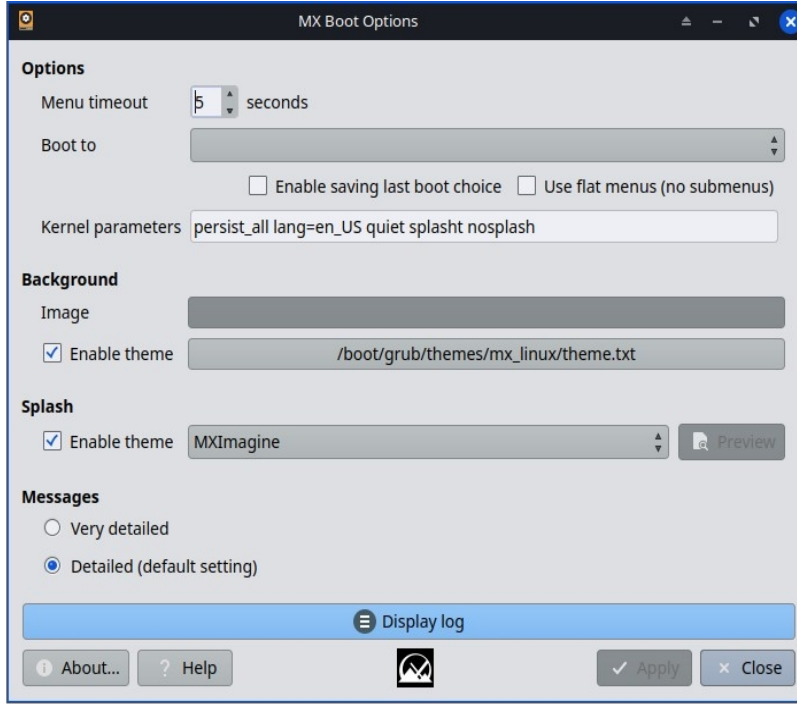 MX Boot Options
Options
Menu timeout 5 seconds
Boot to
Enable saving last boot choice Use flat menus (no submenus)
Kernel parameters persist_all lang=en_US quiet splasht nosplash
Background
Image
Enable theme /boot/grub/themes/mx_linux/theme.txt
Splash
Enable theme MXImagine Preview
Messages
Very detailed
Detailed (default setting)
Display log
About... Help Apply Close